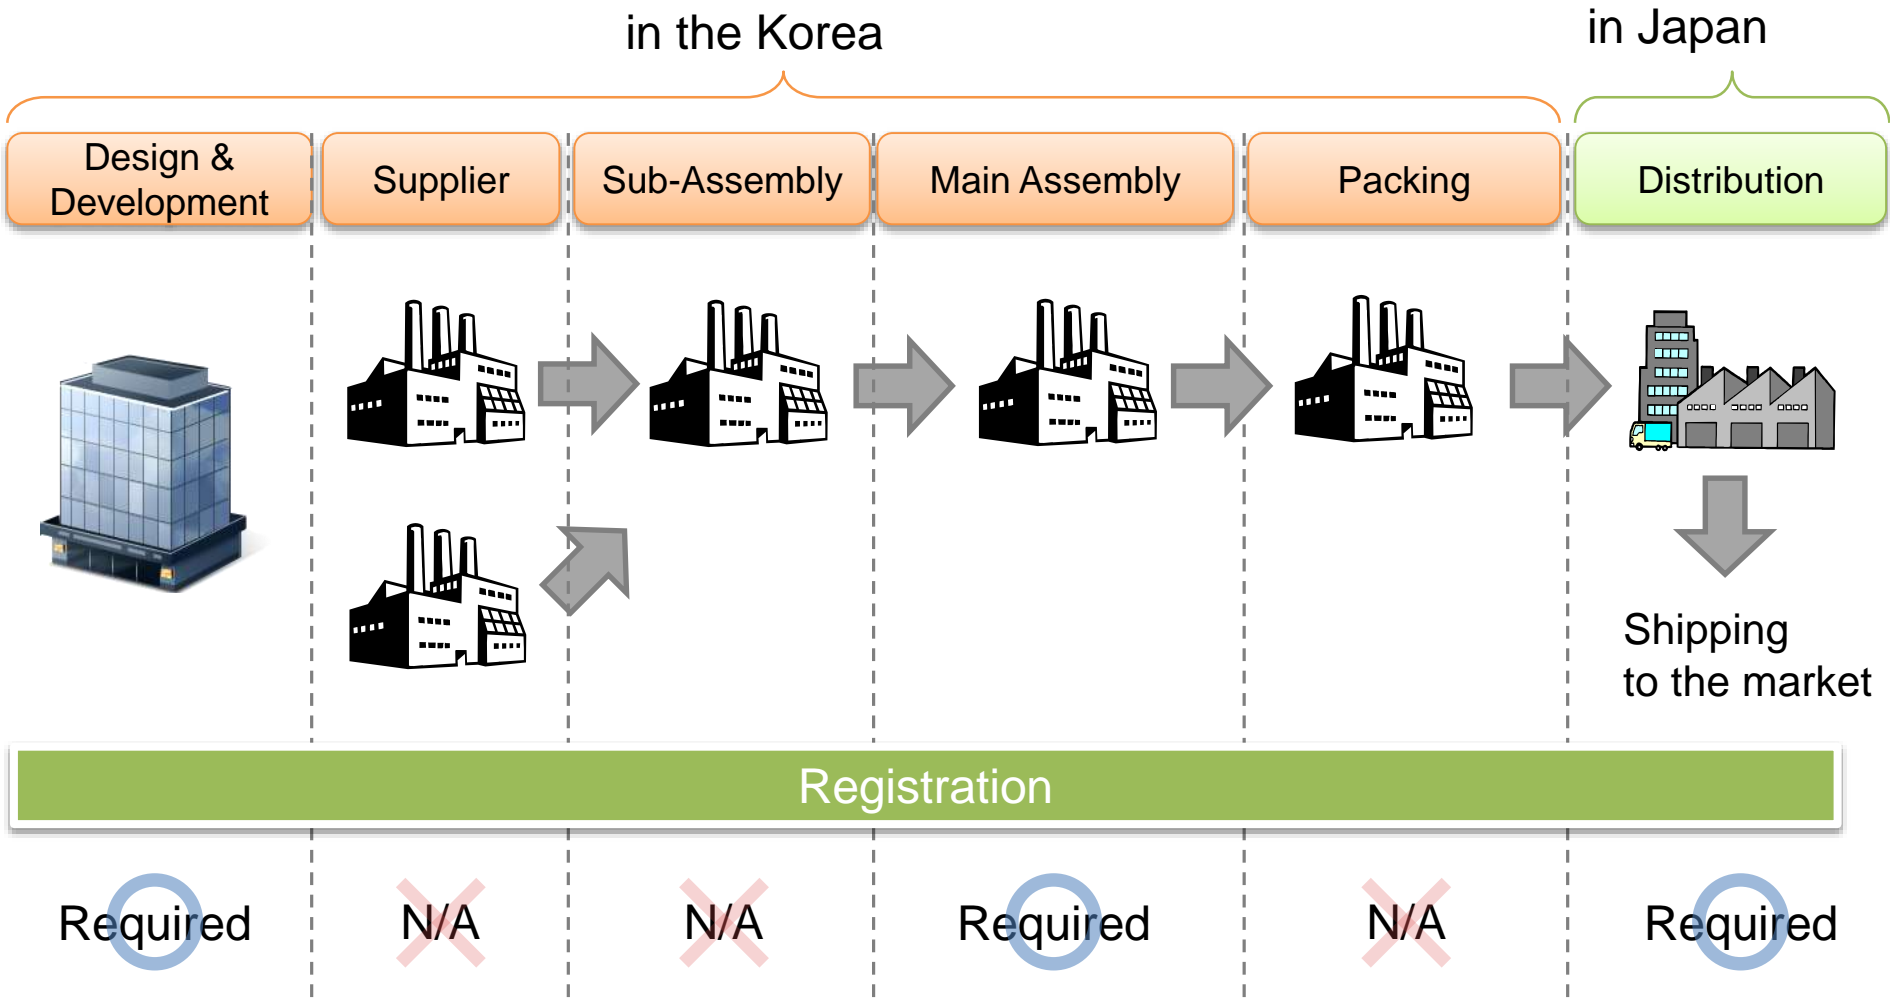 in the Korea
in Japan
Design &
Development
Supplier
Sub-Assembly
Main Assembly
Packing
Distribution
Shipping
to the market
Registration
Required
N/A
N/A
Required
N/A
Required